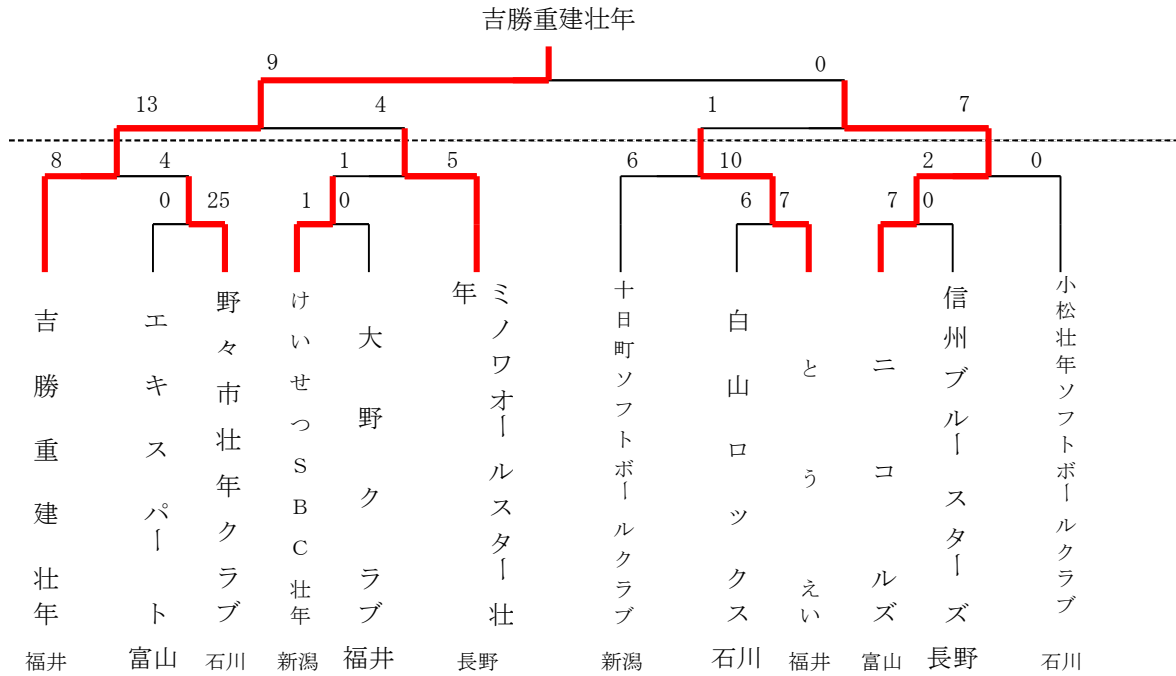 吉勝重建壮年
9 0
13 4 1 7
8 4 1 5 6 10 2 0
0 25 1 0 6 7 7 0
吉勝重建壮年
エキスパート
野々市壮年クラブ
けいせつSBC壮年
大野クラブ
ミノワオールスター壮年
十日町ソフトボールクラブ
白山ロックス
とうえい
ニコルズ
信州ブルースターズ
小松壮年ソフトボールクラブ
福井 富山 石川 新潟 福井 長野 新潟 石川 福井 富山 長野 石川